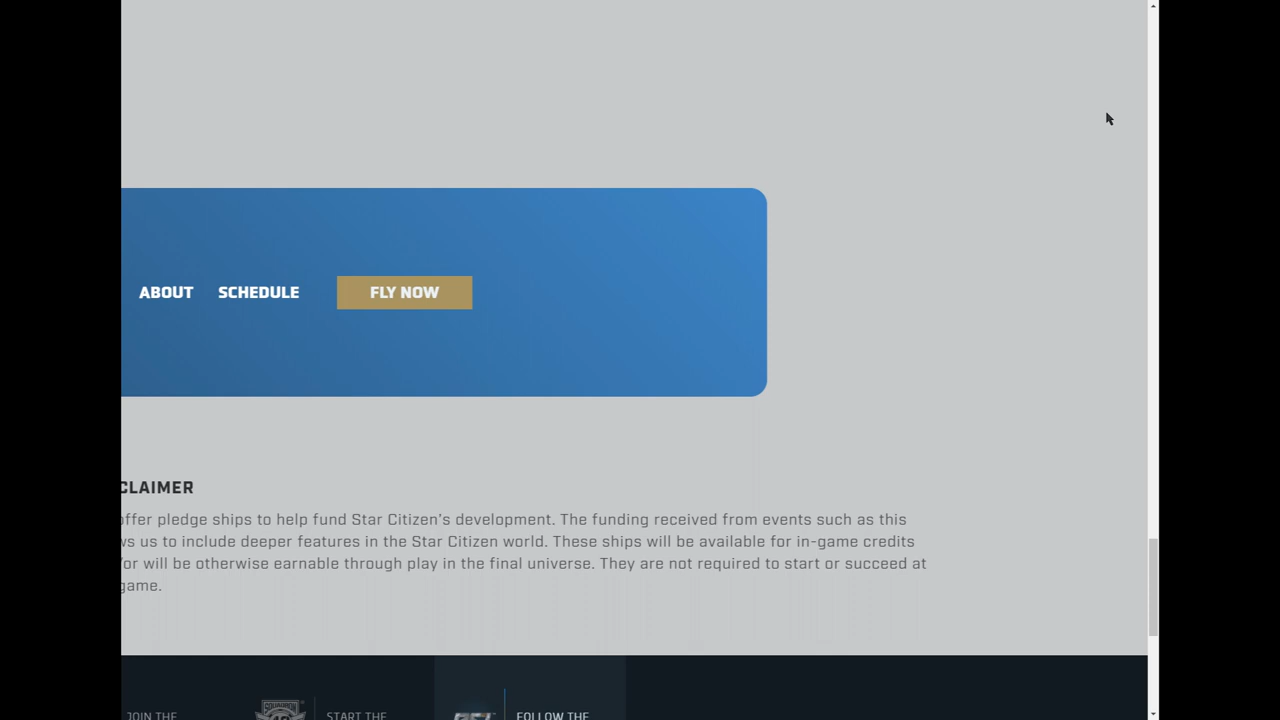 ABOUT SCHEDULE FLY NOW
CLAIMER
offer pledge ships to help fund Star Citizen's development. The funding received from events such as this
ws us to include deeper features in the Star Citizen world. These ships will be available for in-game credits
/or will be otherwise earnable through play in the final universe. They are not required to start or succeed at
game.
JOIN THE START THE FOLLOW THE